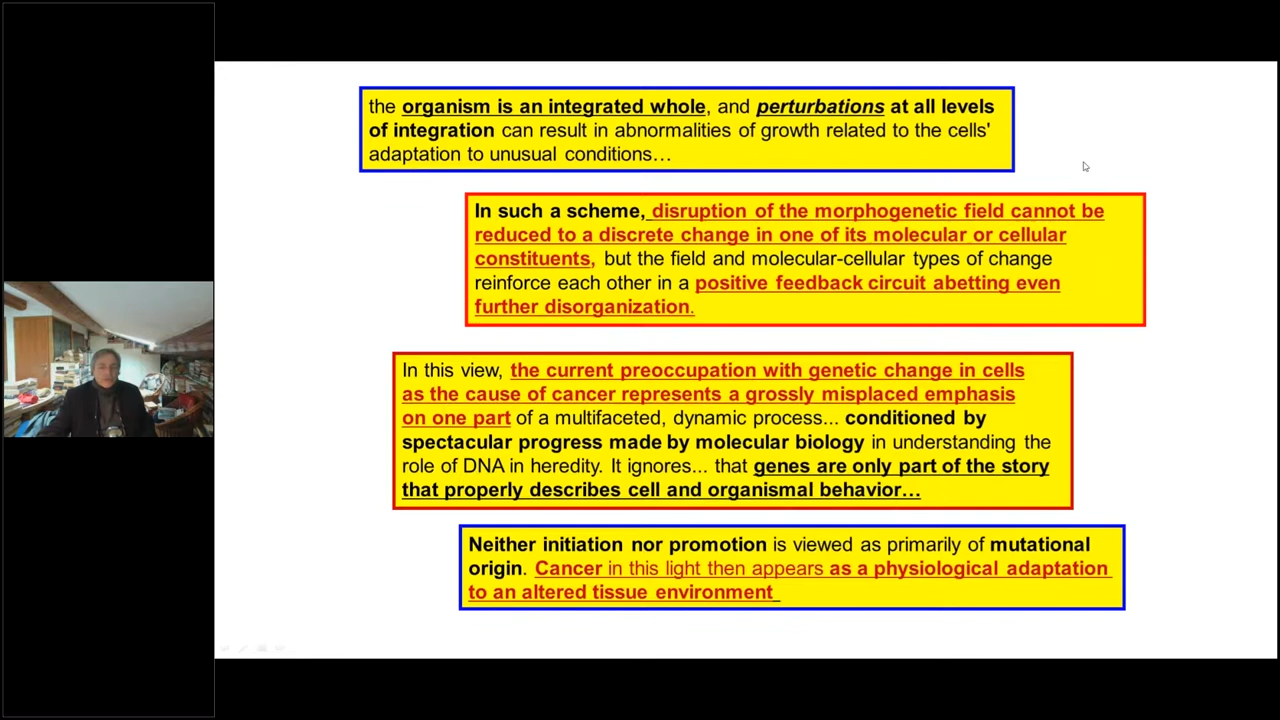 the organism is an integrated whole, and perturbations at all levels
of integration can result in abnormalities of growth related to the cells'
adaptation to unusual conditions…
In such a scheme, disruption of the morphogenetic field cannot be
reduced to a discrete change in one of its molecular or cellular
constituents, but the field and molecular-cellular types of change
reinforce each other in a positive feedback circuit abetting even
further disorganization.
In this view, the current preoccupation with genetic change in cells
as the cause of cancer represents a grossly misplaced emphasis
on one part of a multifaceted, dynamic process... conditioned by
spectacular progress made by molecular biology in understanding the
role of DNA in heredity. It ignores... that genes are only part of the story
that properly describes cell and organismal behavior…
Neither initiation nor promotion is viewed as primarily of mutational
origin. Cancer in this light then appears as a physiological adaptation
to an altered tissue environment